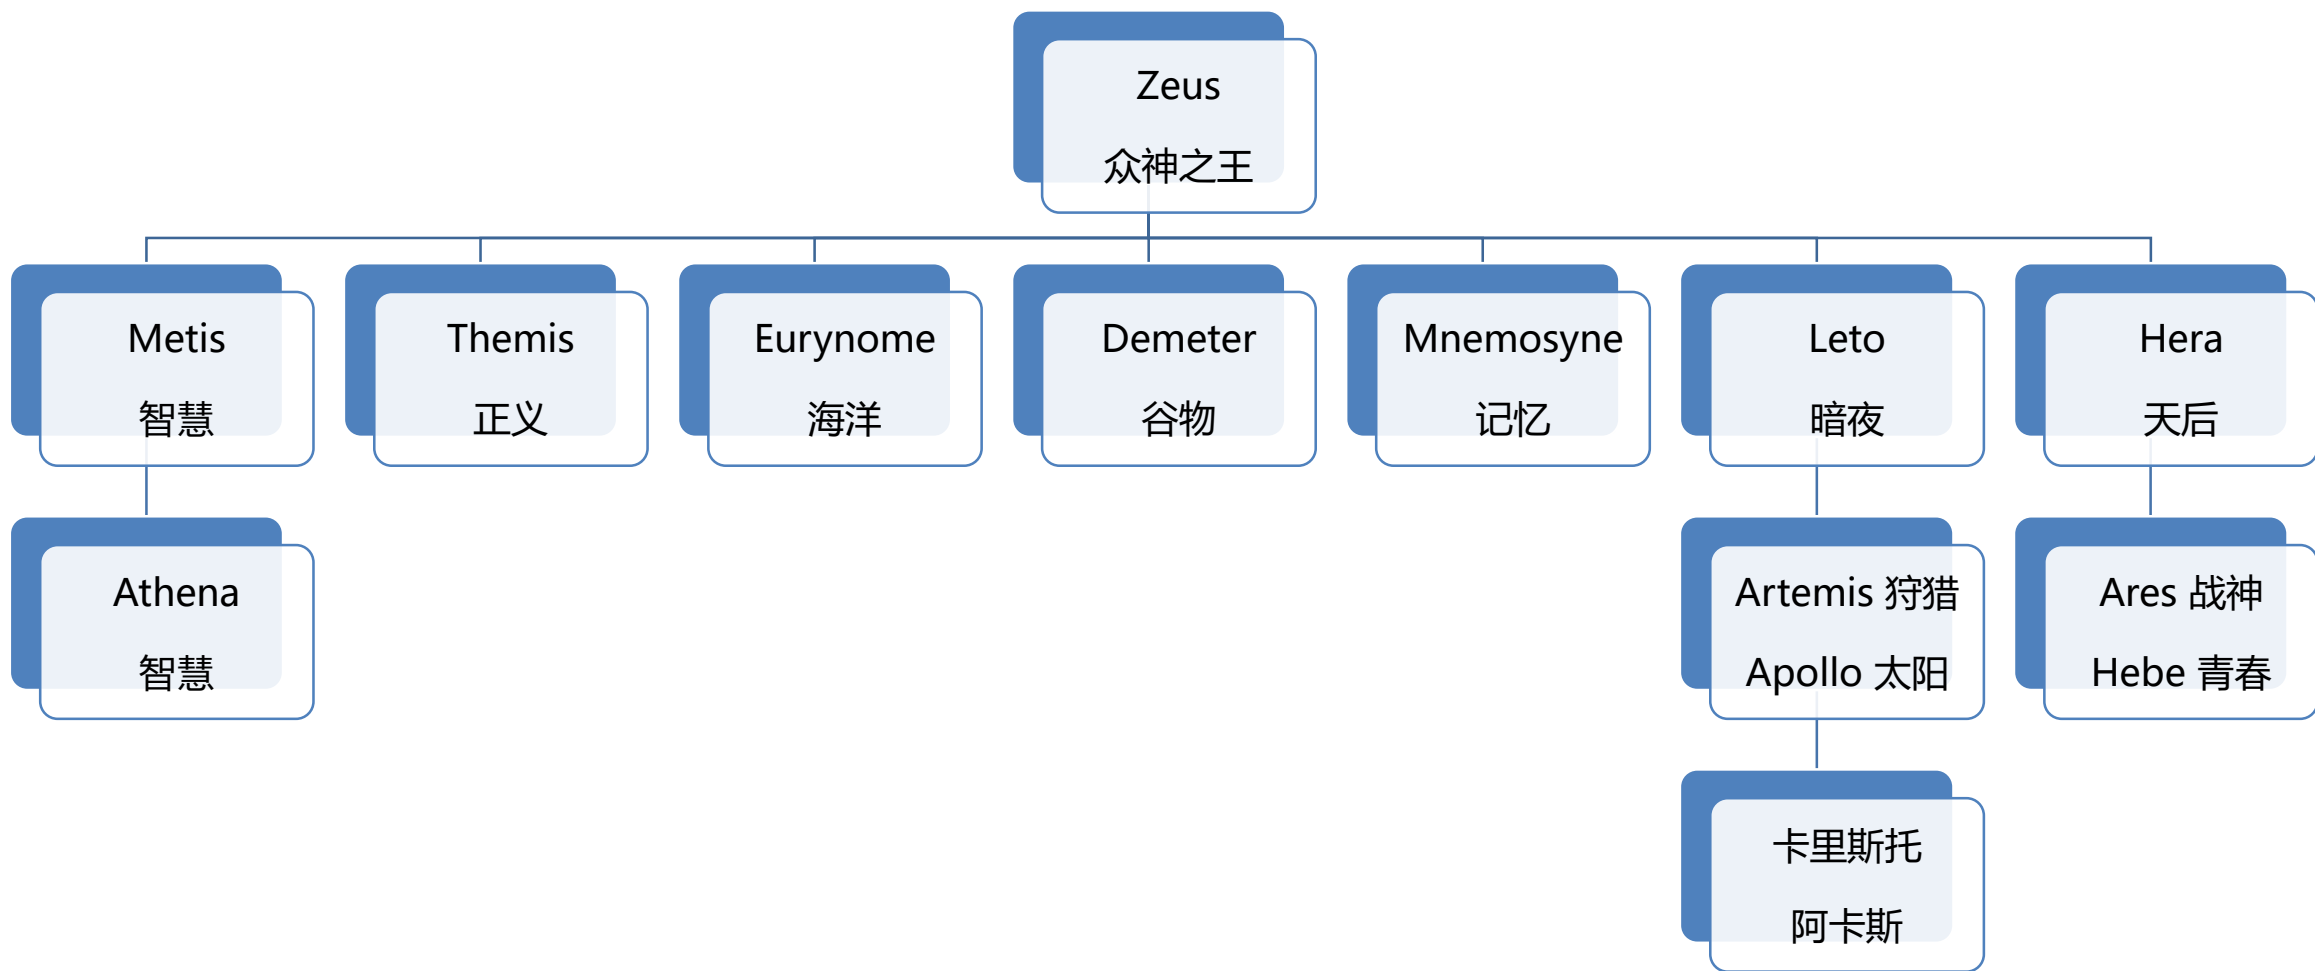 Zeus
众神之王
Metis
智慧
Themis
正义
Eurynome
海洋
Demeter
谷物
Mnemosyne
记忆
Leto
暗夜
Hera
天后
Athena
智慧
Artemis 狩猎
Apollo 太阳
Ares 战神
Hebe 青春
卡里斯托
阿卡斯